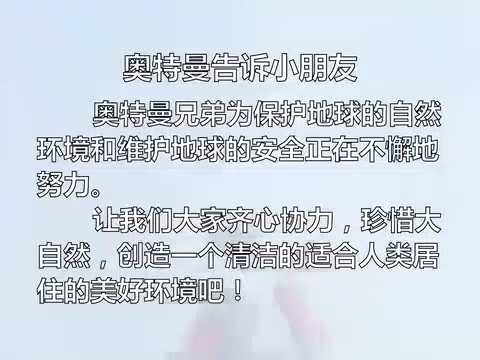 奥特曼告诉小朋友
奥特曼兄弟为保护地球的自然
环境和维护地球的安全正在不懈地
努力。
让我们大家齐心协力，珍惜大
自然，创造一个清洁的适合人类居
住的美好环境吧！